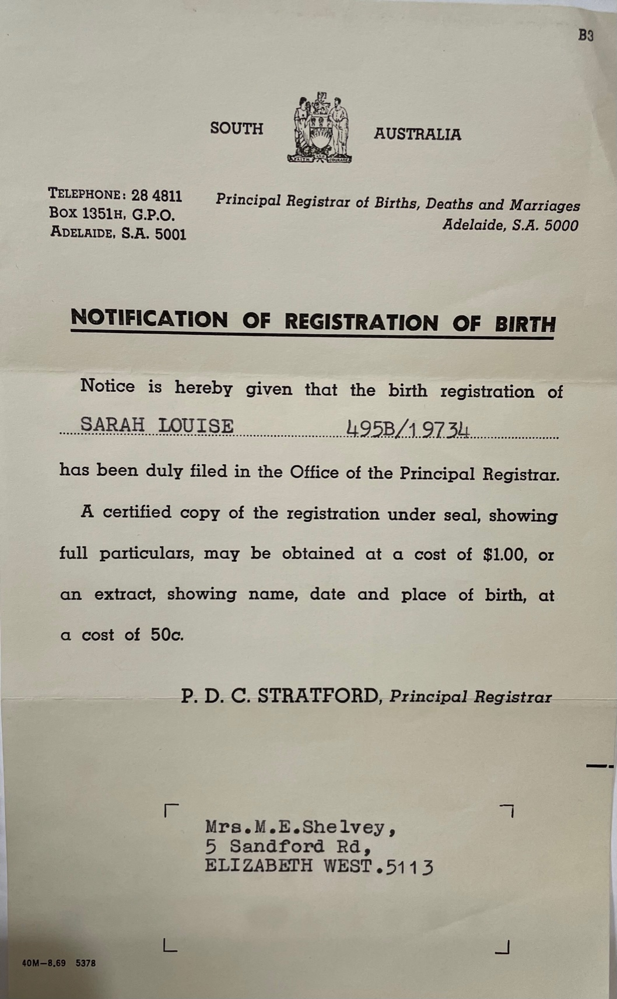 B3
SOUTH AUSTRALIA
FAITH AND COURAGE
TELEPHONE: 28 4811
BOX 1351H, G.P.O.
ADELAIDE, S.A. 5001
Principal Registrar of Births, Deaths and Marriages
Adelaide, S.A. 5000
NOTIFICATION OF REGISTRATION OF BIRTH
Notice is hereby given that the birth registration of
SARAH LOUISE 495B/19734
has been duly filed in the Office of the Principal Registrar.
A certified copy of the registration under seal, showing
full particulars, may be obtained at a cost of $1.00, or
an extract, showing name, date and place of birth, at
a cost of 50c.
P. D. C. STRATFORD, Principal Registrar
Mrs.M.E.Shelvey,
5 Sandford Rd,
ELIZABETH WEST.5113
40M—8.69 5378